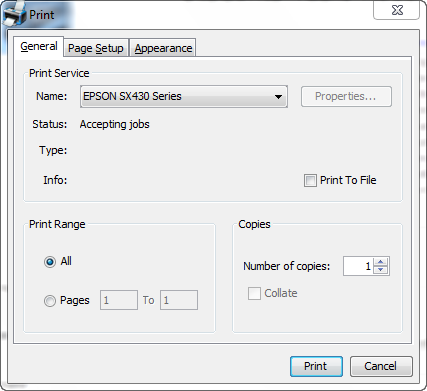 Print
General Page Setup Appearance
Print Service
Name: EPSON SX430 Series Properties...
Status: Accepting jobs
Type:
Info: Print To File
Print Range
All
Pages 1 To 1
Copies
Number of copies: 1
Collate
Print Cancel